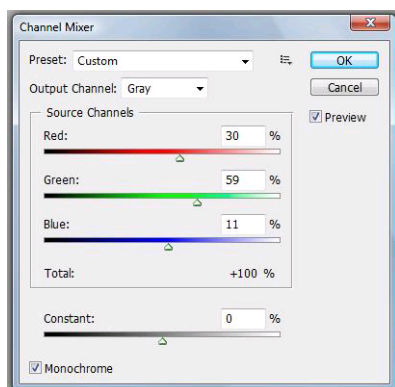 Channel Mixer
Preset: Custom
OK
Output Channel: Gray
Cancel
Source Channels
Preview
Red: 30 %
Green: 59 %
Blue: 11 %
Total: +100 %
Constant: 0 %
Monochrome